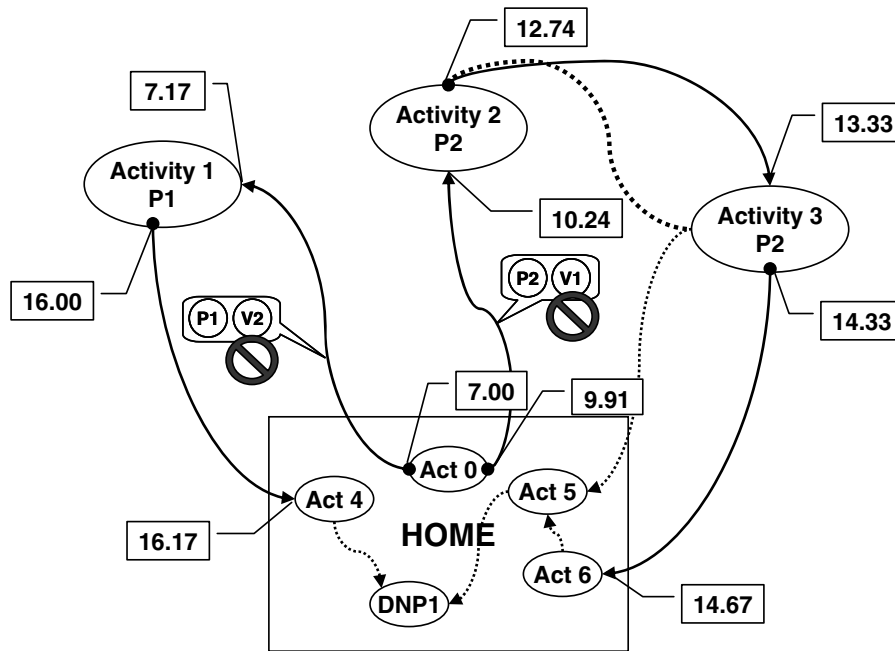 12.74
7.17
Activity 2
P2
13.33
Activity 1
P1
10.24
Activity 3
P2
16.00
P1 V2
P2 V1
14.33
7.00
9.91
Act 0
Act 4
Act 5
16.17
HOME
Act 6
DNP1
14.67